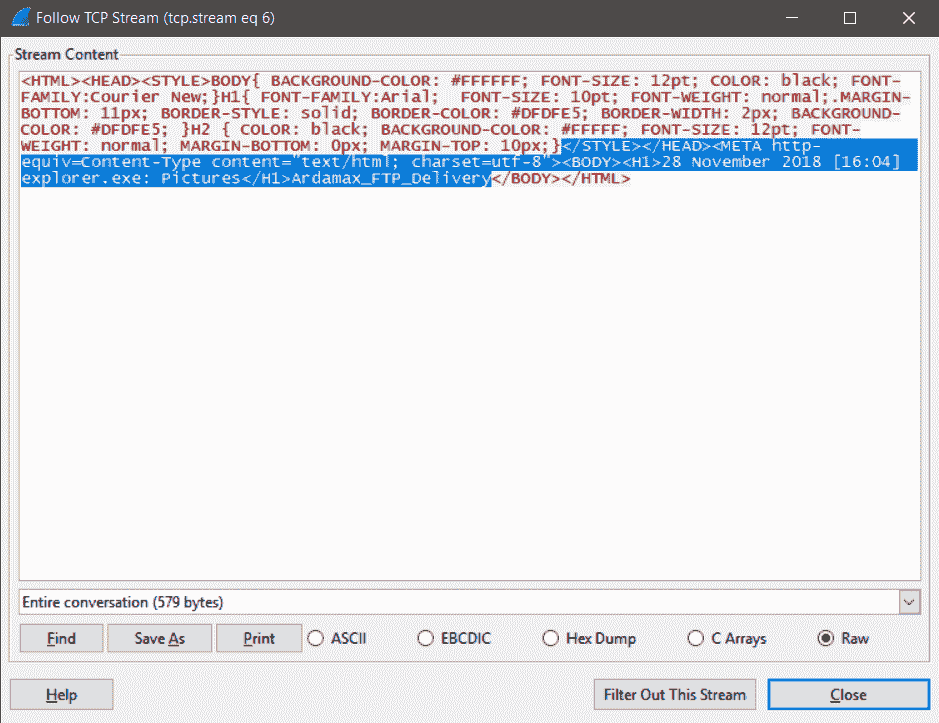 Follow TCP Stream (tcp.stream eq 6)
Stream Content
<HTML><HEAD><STYLE>BODY{ BACKGROUND-COLOR: #FFFFFF; FONT-SIZE: 12pt; COLOR: black; FONT-
FAMILY:Courier New;}H1{ FONT-FAMILY:Arial;  FONT-SIZE: 10pt; FONT-WEIGHT: normal;.MARGIN-
BOTTOM: 11px; BORDER-STYLE: solid; BORDER-COLOR: #DFDFE5; BORDER-WIDTH: 2px; BACKGROUND-
COLOR: #DFDFE5; }H2 { COLOR: black; BACKGROUND-COLOR: #FFFFF; FONT-SIZE: 12pt; FONT-
WEIGHT: normal; MARGIN-BOTTOM: 0px; MARGIN-TOP: 10px;}</STYLE></HEAD><META http-
equiv=Content-Type content="text/html; charset=utf-8"><BODY><H1>28 November 2018 [16:04]
explorer.exe: Pictures</H1>Ardamax_FTP_Delivery</BODY></HTML>
Entire conversation (579 bytes)
Find Save As Print ASCII EBCDIC Hex Dump C Arrays Raw
Help Filter Out This Stream Close